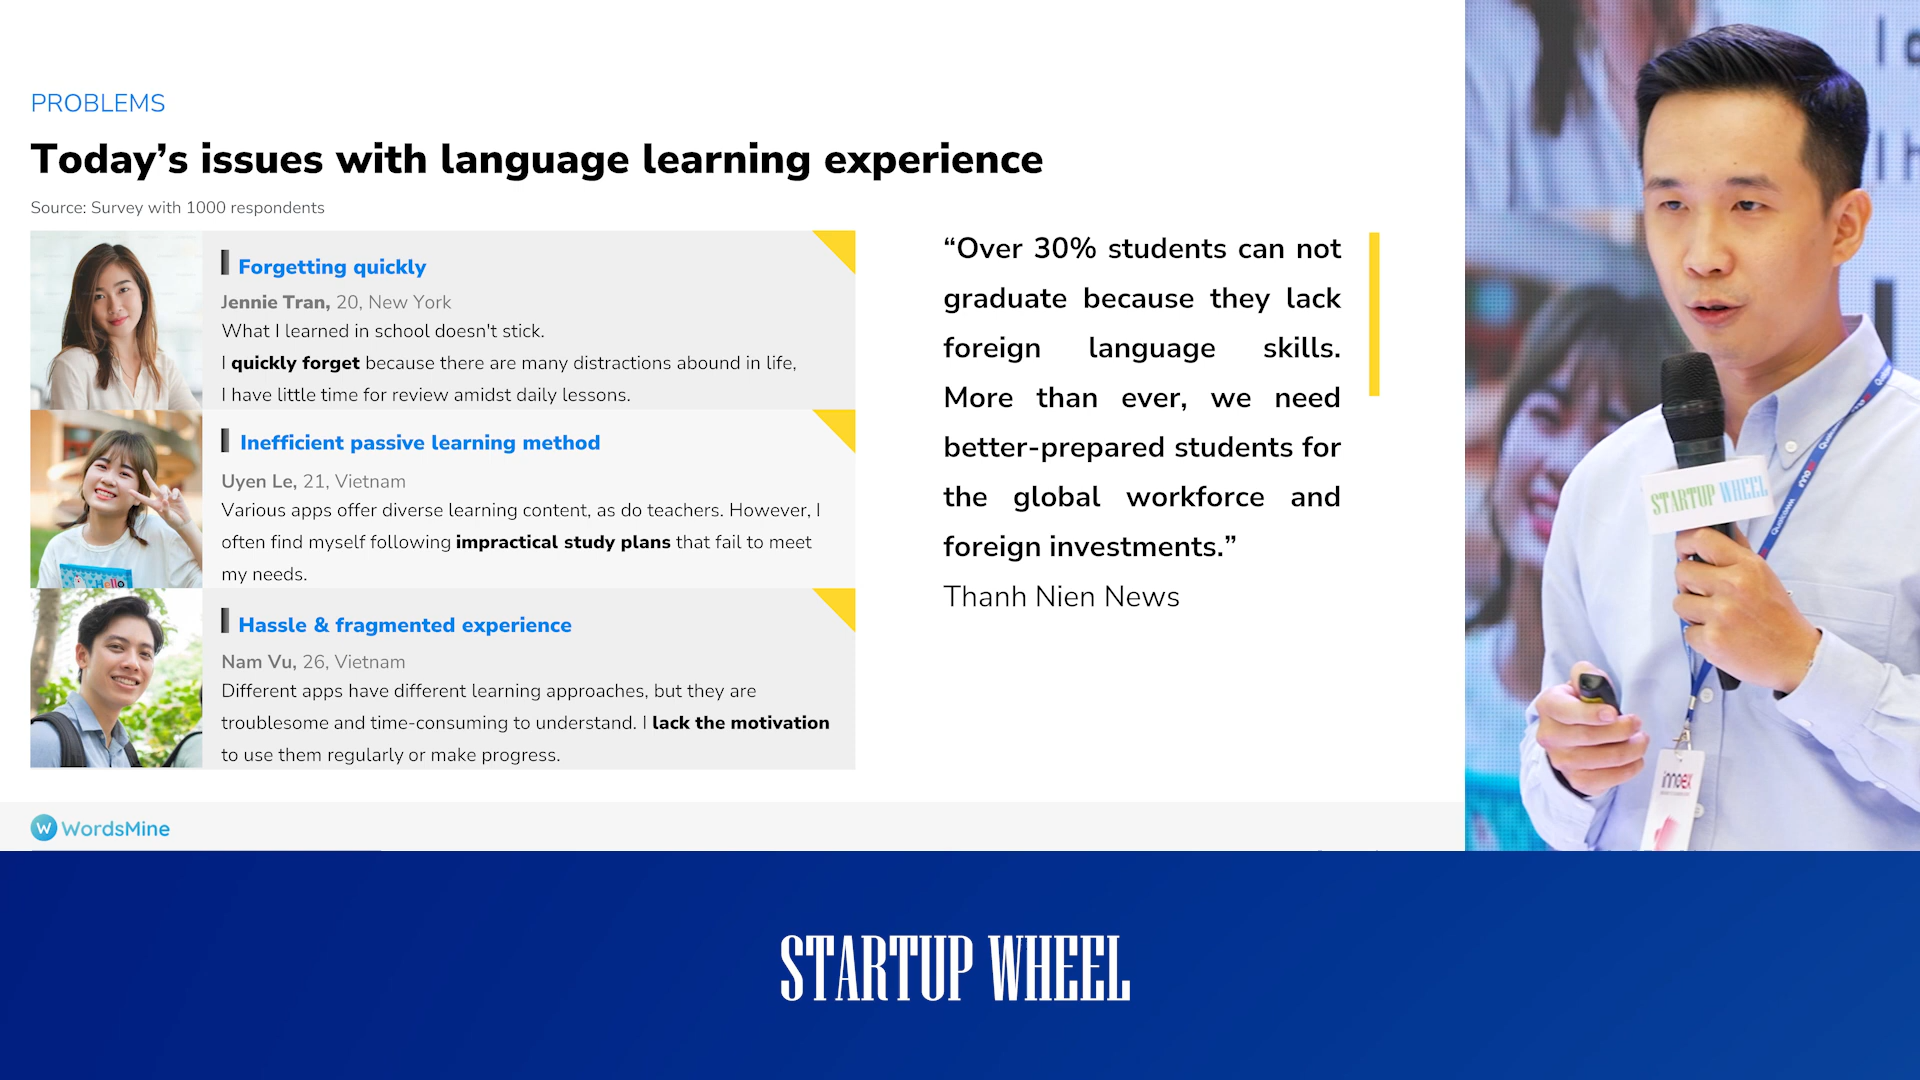 PROBLEMS
Today’s issues with language learning experience
Source: Survey with 1000 respondents
Forgetting quickly
Jennie Tran, 20, New York
What I learned in school doesn't stick.
I quickly forget because there are many distractions abound in life,
I have little time for review amidst daily lessons.
Inefficient passive learning method
Uyen Le, 21, Vietnam
Various apps offer diverse learning content, as do teachers. However, I
often find myself following impractical study plans that fail to meet
my needs.
Hello
Hassle & fragmented experience
Nam Vu, 26, Vietnam
Different apps have different learning approaches, but they are
troublesome and time-consuming to understand. I lack the motivation
to use them regularly or make progress.
“Over 30% students can not
graduate because they lack
foreign language skills.
More than ever, we need
better-prepared students for
the global workforce and
foreign investments.”
Thanh Nien News
W WordsMine
STARTUP WHEEL
innoex
STARTUP WHEEL